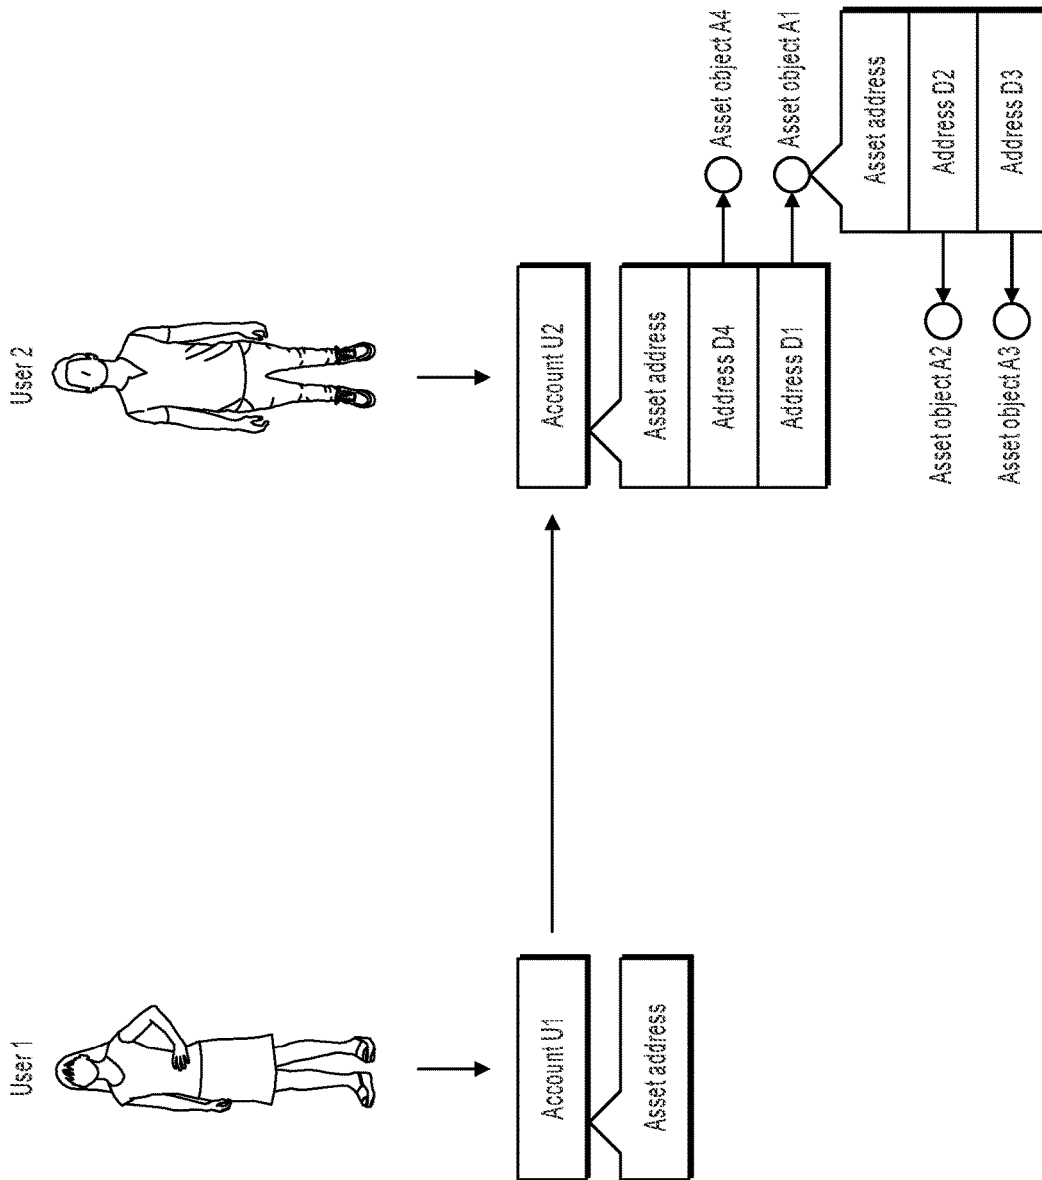 User 1
Account U1
Asset address
User 2
Account U2
Asset address
Address D4
Address D1
Asset object A4
Asset object A1
Asset address
Address D2
Address D3
Asset object A2
Asset object A3